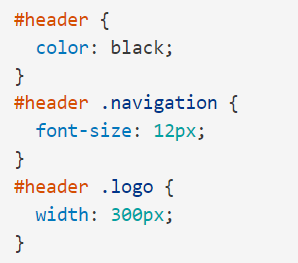 #header {
  color: black;
}
#header .navigation {
  font-size: 12px;
}
#header .logo {
  width: 300px;
}